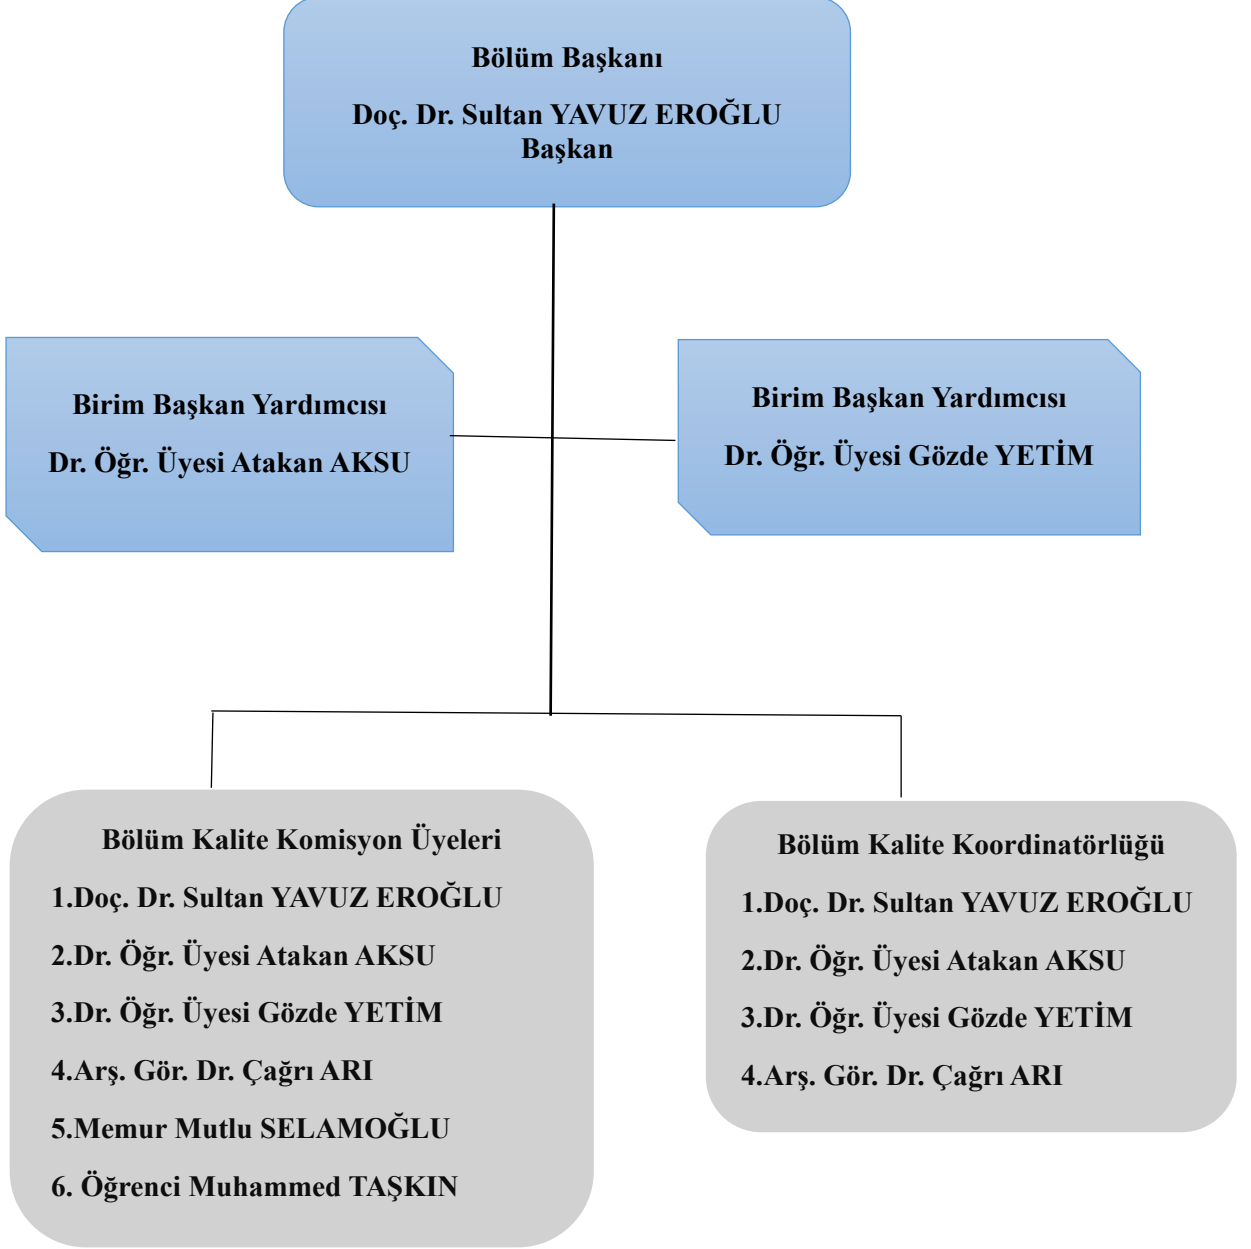 Bölüm Başkanı
Doç. Dr. Sultan YAVUZ EROĞLU
Başkan
Birim Başkan Yardımcısı
Dr. Öğr. Üyesi Atakan AKSU
Birim Başkan Yardımcısı
Dr. Öğr. Üyesi Gözde YETİM
Bölüm Kalite Komisyon Üyeleri
1.Doç. Dr. Sultan YAVUZ EROĞLU
2.Dr. Öğr. Üyesi Atakan AKSU
3.Dr. Öğr. Üyesi Gözde YETİM
4.Arş. Gör. Dr. Çağrı ARI
5.Memur Mutlu SELAMOĞLU
6. Öğrenci Muhammed TAŞKIN
Bölüm Kalite Koordinatörlüğü
1.Doç. Dr. Sultan YAVUZ EROĞLU
2.Dr. Öğr. Üyesi Atakan AKSU
3.Dr. Öğr. Üyesi Gözde YETİM
4.Arş. Gör. Dr. Çağrı ARI